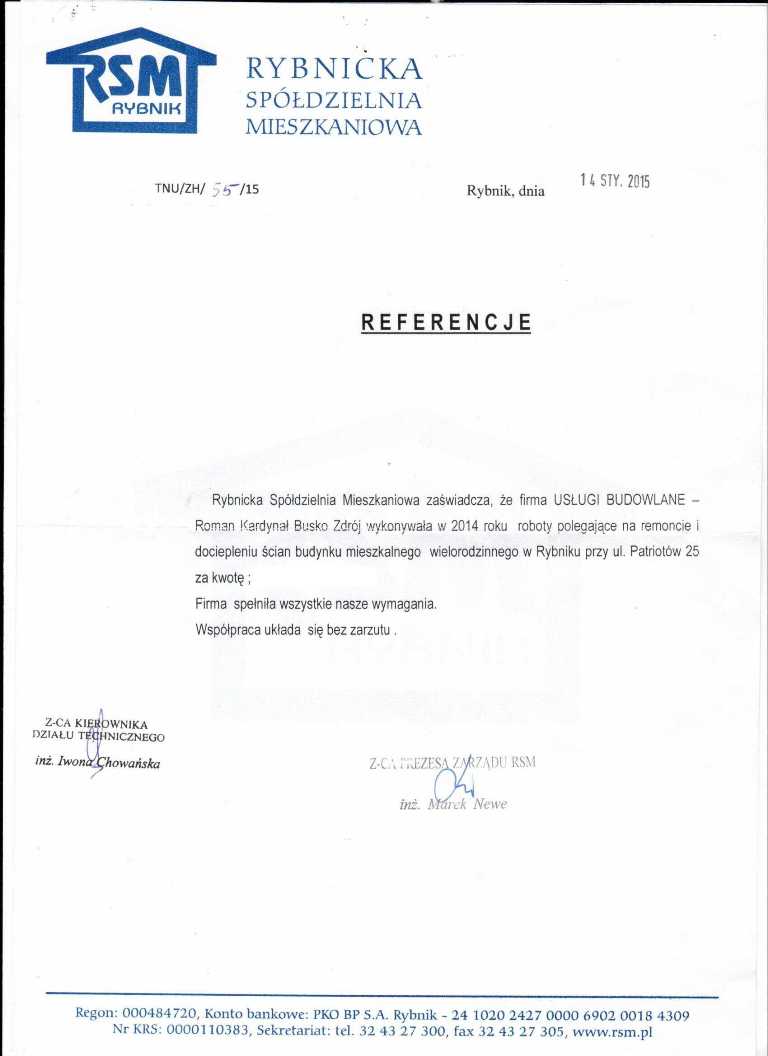 RSM
RYBNIK
RYBNICKA
SPÓŁDZIELNIA
MIESZKANIOWA
TNU/ZH/ 55 /15
Rybnik, dnia 14 STY. 2015
REFERENCJE
Rybnicka Spółdzielnia Mieszkaniowa zaświadcza, że firma USŁUGI BUDOWLANE –
Roman Kardynał Busko Zdrój wykonywała w 2014 roku roboty polegające na remoncie i
dociepleniu ścian budynku mieszkalnego wielorodzinnego w Rybniku przy ul. Patriotów 25
za kwotę ;
Firma spełniła wszystkie nasze wymagania.
Współpraca układa się bez zarzutu .
Z-CA KIEROWNIKA
DZIAŁU TECHNICZNEGO
inż. Iwona Chowańska
Z-CA PREZESA ZARZĄDU RSM
inż. Marek Newe
Regon: 000484720, Konto bankowe: PKO BP S.A. Rybnik - 24 1020 2427 0000 6902 0018 4309
Nr KRS: 0000110383, Sekretariat: tel. 32 43 27 300, fax 32 43 27 305, www.rsm.pl